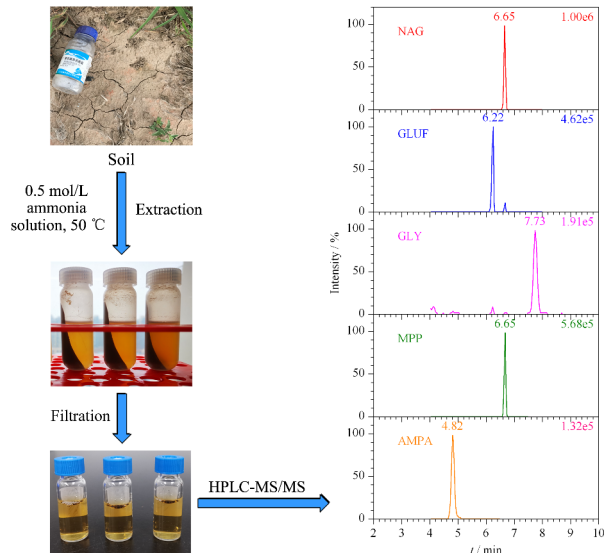 Soil
0.5 mol/L
ammonia
solution, 50 ℃
Extraction
Filtration
HPLC-MS/MS
NAG
6.65
1.00e6
100
50
0
GLUF
6.22
4.62e5
100
50
0
GLY
7.73
1.91e5
100
50
0
MPP
6.65
5.68e5
100
50
0
AMPA
4.82
1.32e5
100
50
0
Intensity / %
2 3 4 5 6 7 8 9 10
t / min